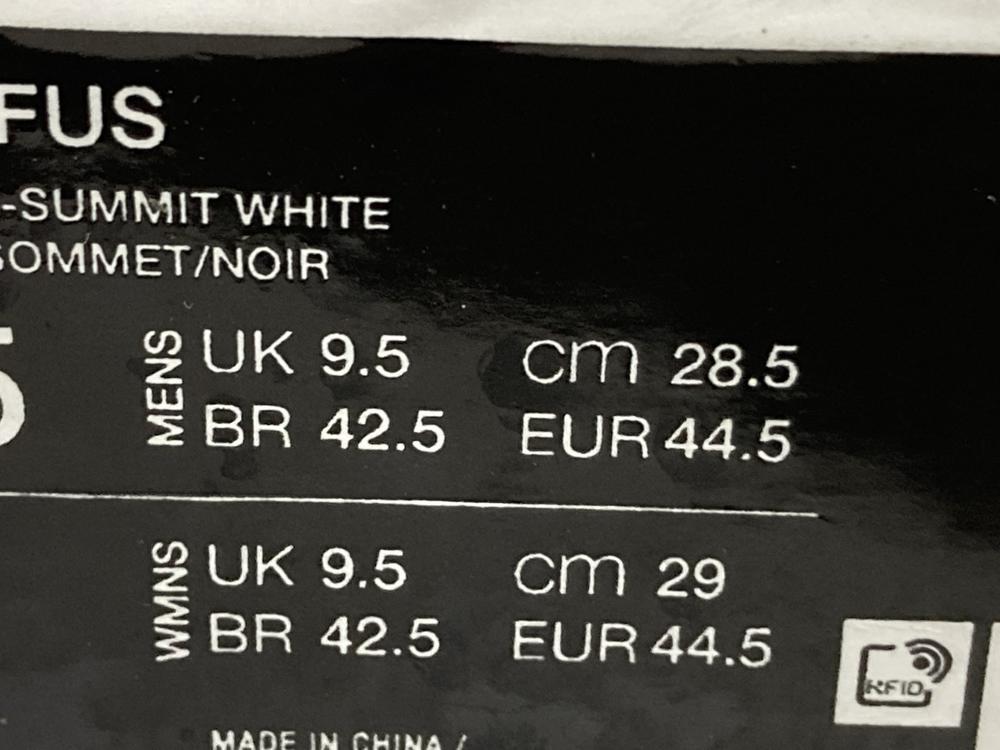 FUS
-SUMMIT WHITE
SOMMET/NOIR
5
MENS
UK 9.5 cm 28.5
BR 42.5 EUR 44.5
WMNS
UK 9.5 cm 29
BR 42.5 EUR 44.5
RFID
MADE IN CHINA /